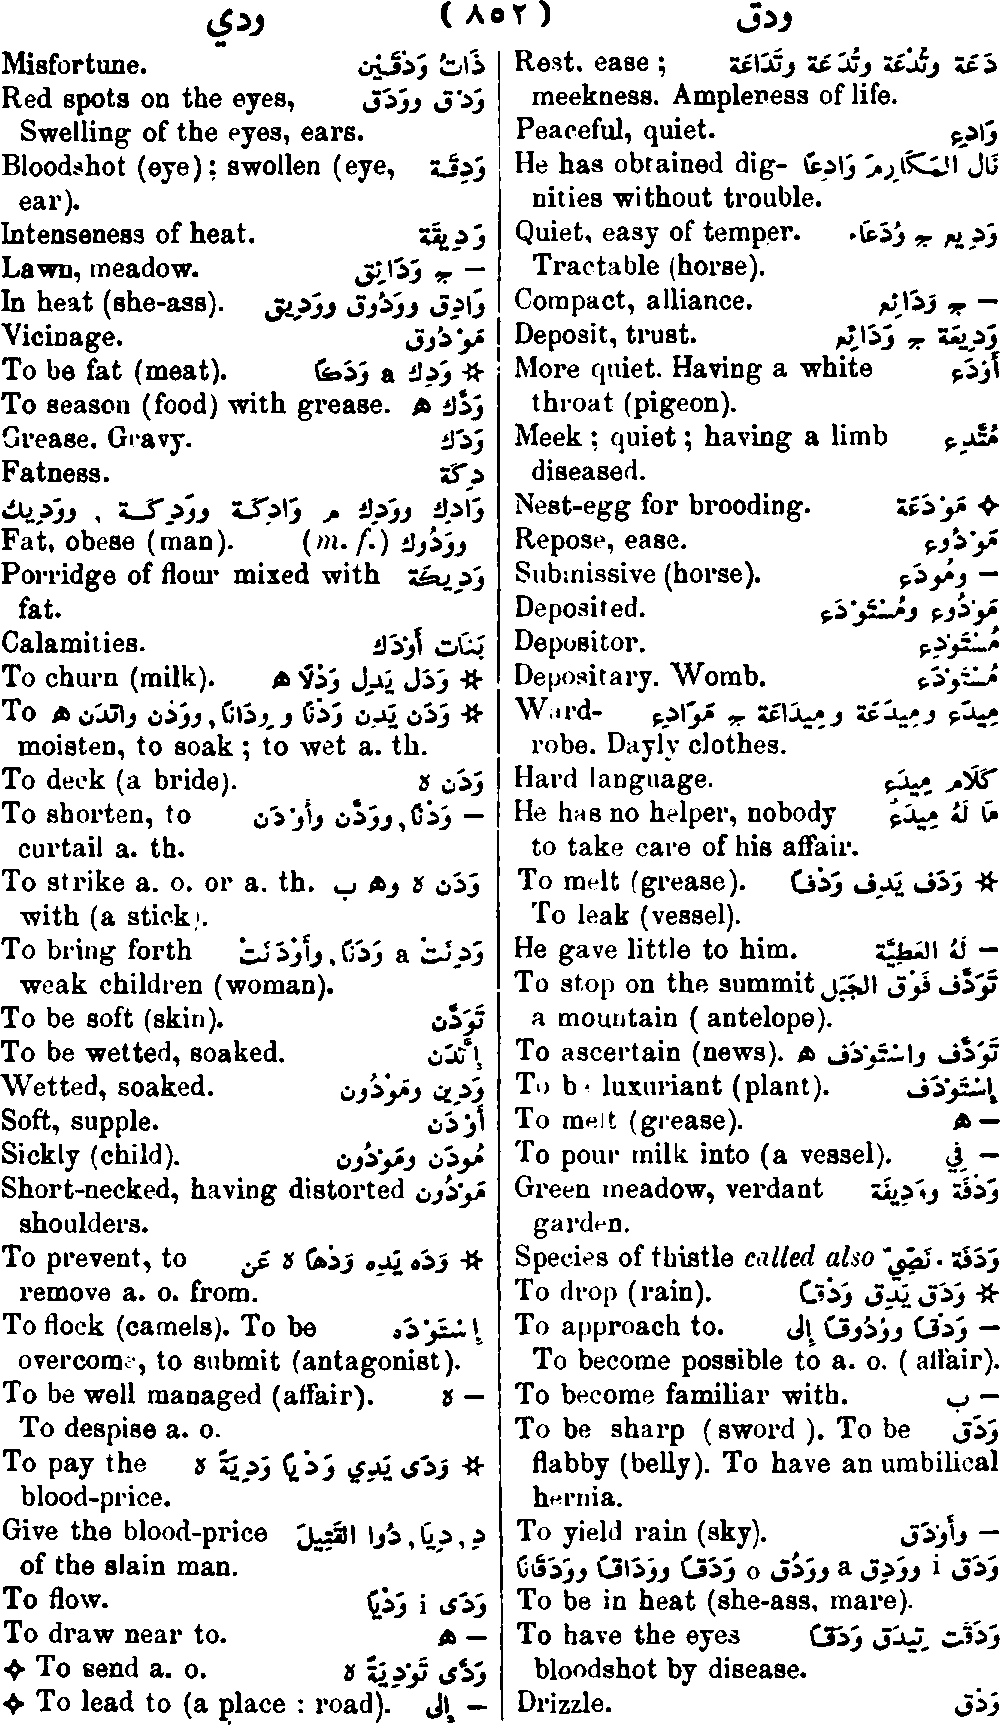 ودق (٨٥٢) ودي
Rest. ease ; دَعَة وتُدْعَة وتُدَعَة وتَدَاعَة
meekness. Ampleness of life.
Peaceful, quiet. وَادِع
He has obtained dig- نَال المَكَارِمَ وَادِعًا
nities without trouble.
Quiet, easy of temper. وَدِيع ج وُدَعَاء
Tractable (horse).
Compact, alliance. — ج وَدَائِع
Deposit, trust. وَدِيعَة ج وَدَائِع
More quiet. Having a white أَوْدَع
throat (pigeon).
Meek ; quiet ; having a limb مُتَّدِع
diseased.
Nest-egg for brooding. ✧ مَوْدَعَة
Repose, ease. مَوْدُوع
Submissive (horse). — ومُودَع
Deposited. مَوْدُوع ومُسْتَوْدَع
Depositor. مُسْتَوْدِع
Depositary. Womb. مُسْتَوْدَع
Ward- مِيدَع ومِيدَعَة ومِيدَاعَة ج مَوَادِع
robe. Dayly clothes.
Hard language. كَلَام مِيدَع
He has no helper, nobody مَا لَهُ مِيدَعٌ
to take care of his affair.
To melt (grease). ✲ وَدَف يَدِف وَدْفًا
To leak (vessel).
He gave little to him. — لَهُ العَطِيَّة
To stop on the summit تَوَدَّف فَوْق الجَبَل
a mountain ( antelope).
To ascertain (news). تَوَدَّف واسْتَوْدَف ه
To be luxuriant (plant). إِسْتَوْدَف
To melt (grease). — ه
To pour milk into (a vessel). — فِي
Green meadow, verdant وَدْفَة ووَدِيفَة
garden.
Species of thistle called also وَدَفَة . نَصِيّ
To drop (rain). ✲ وَدَق يَدِق وَدْقًا
To approach to. — وَدْقًا ووُدُوقًا إِلى
To become possible to a. o. ( affair).
To become familiar with. — ب
To be sharp ( sword ). To be وَدَق
flabby (belly). To have an umbilical
hernia.
To yield rain (sky). — وأَوْدَق
وَدَق i ووَدِق a ووَدُق o وَدَقًا ووَدَاقًا ووَدَقَانًا
To be in heat (she-ass, mare).
To have the eyes وَدِقَت تِيدَق وَدَقًا
bloodshot by disease.
Drizzle. وَدْق
Misfortune. ذَاتُ وَدْقَيْن
Red spots on the eyes, وَدْق ووَدَق
Swelling of the eyes, ears.
Bloodshot (eye) ; swollen (eye, وَدِقَة
ear).
Intenseness of heat. وَدِيقَة
Lawn, meadow. — ج وَدَائِق
In heat (she-ass). وَادِق ووَدُوق ووَدِيق
Vicinage. مَوْدُوق
To be fat (meat). ✲ وَدِك a وَدَكًا
To season (food) with grease. وَدَّك ه
Grease. Gravy. وَدَك
Fatness. دِكَة
وَادِك ووَدِك م وَادِكَة ووَدِكَة , ووَدِيك
Fat, obese (man). ووَدُوك (m. f.)
Porridge of flour mixed with وَدِيكَة
fat.
Calamities. بَنَات أَوْدَك
To churn (milk). ✲ وَدَل يَدِل وَدْلًا ه
To ✲ وَدَن يَدِن وَدْنًا و وِدَانًا, ووَدَّن واتَّدَن ه
moisten, to soak ; to wet a. th.
To deck (a bride). وَدَن ه
To shorten, to — وَدْنًا, ووَدَّن وأَوْدَن
curtail a. th.
To strike a. o. or a. th. وَدَن ه وه ب
with (a stick).
To bring forth وَدِنَتْ a وَدَنًا, وأَوْدَنَتْ
weak children (woman).
To be soft (skin). تَوَدَّن
To be wetted, soaked. إِتَّدَن
Wetted, soaked. وَدِين ومَوْدُون
Soft, supple. أَوْدَن
Sickly (child). مُودَن ومَوْدُون
Short-necked, having distorted مَوْدُون
shoulders.
To prevent, to ✲ وَدَه يَدِه وَدْهًا ه عَن
remove a. o. from.
To flock (camels). To be إِسْتَوْدَه
overcome, to submit (antagonist).
To be well managed (affair). — ه
To despise a. o.
To pay the ✲ وَدَى يَدِي وَدْيًا وَدِيَةً ه
blood-price.
Give the blood-price دِ, دِيَا, دُوا القَتِيلَ
of the slain man.
To flow. وَدَى i وَدْيًا
To draw near to. — ه
✧ To send a. o. وَدَّى تَوْدِيَةً ه
✧ To lead to (a place : road). — إِلى